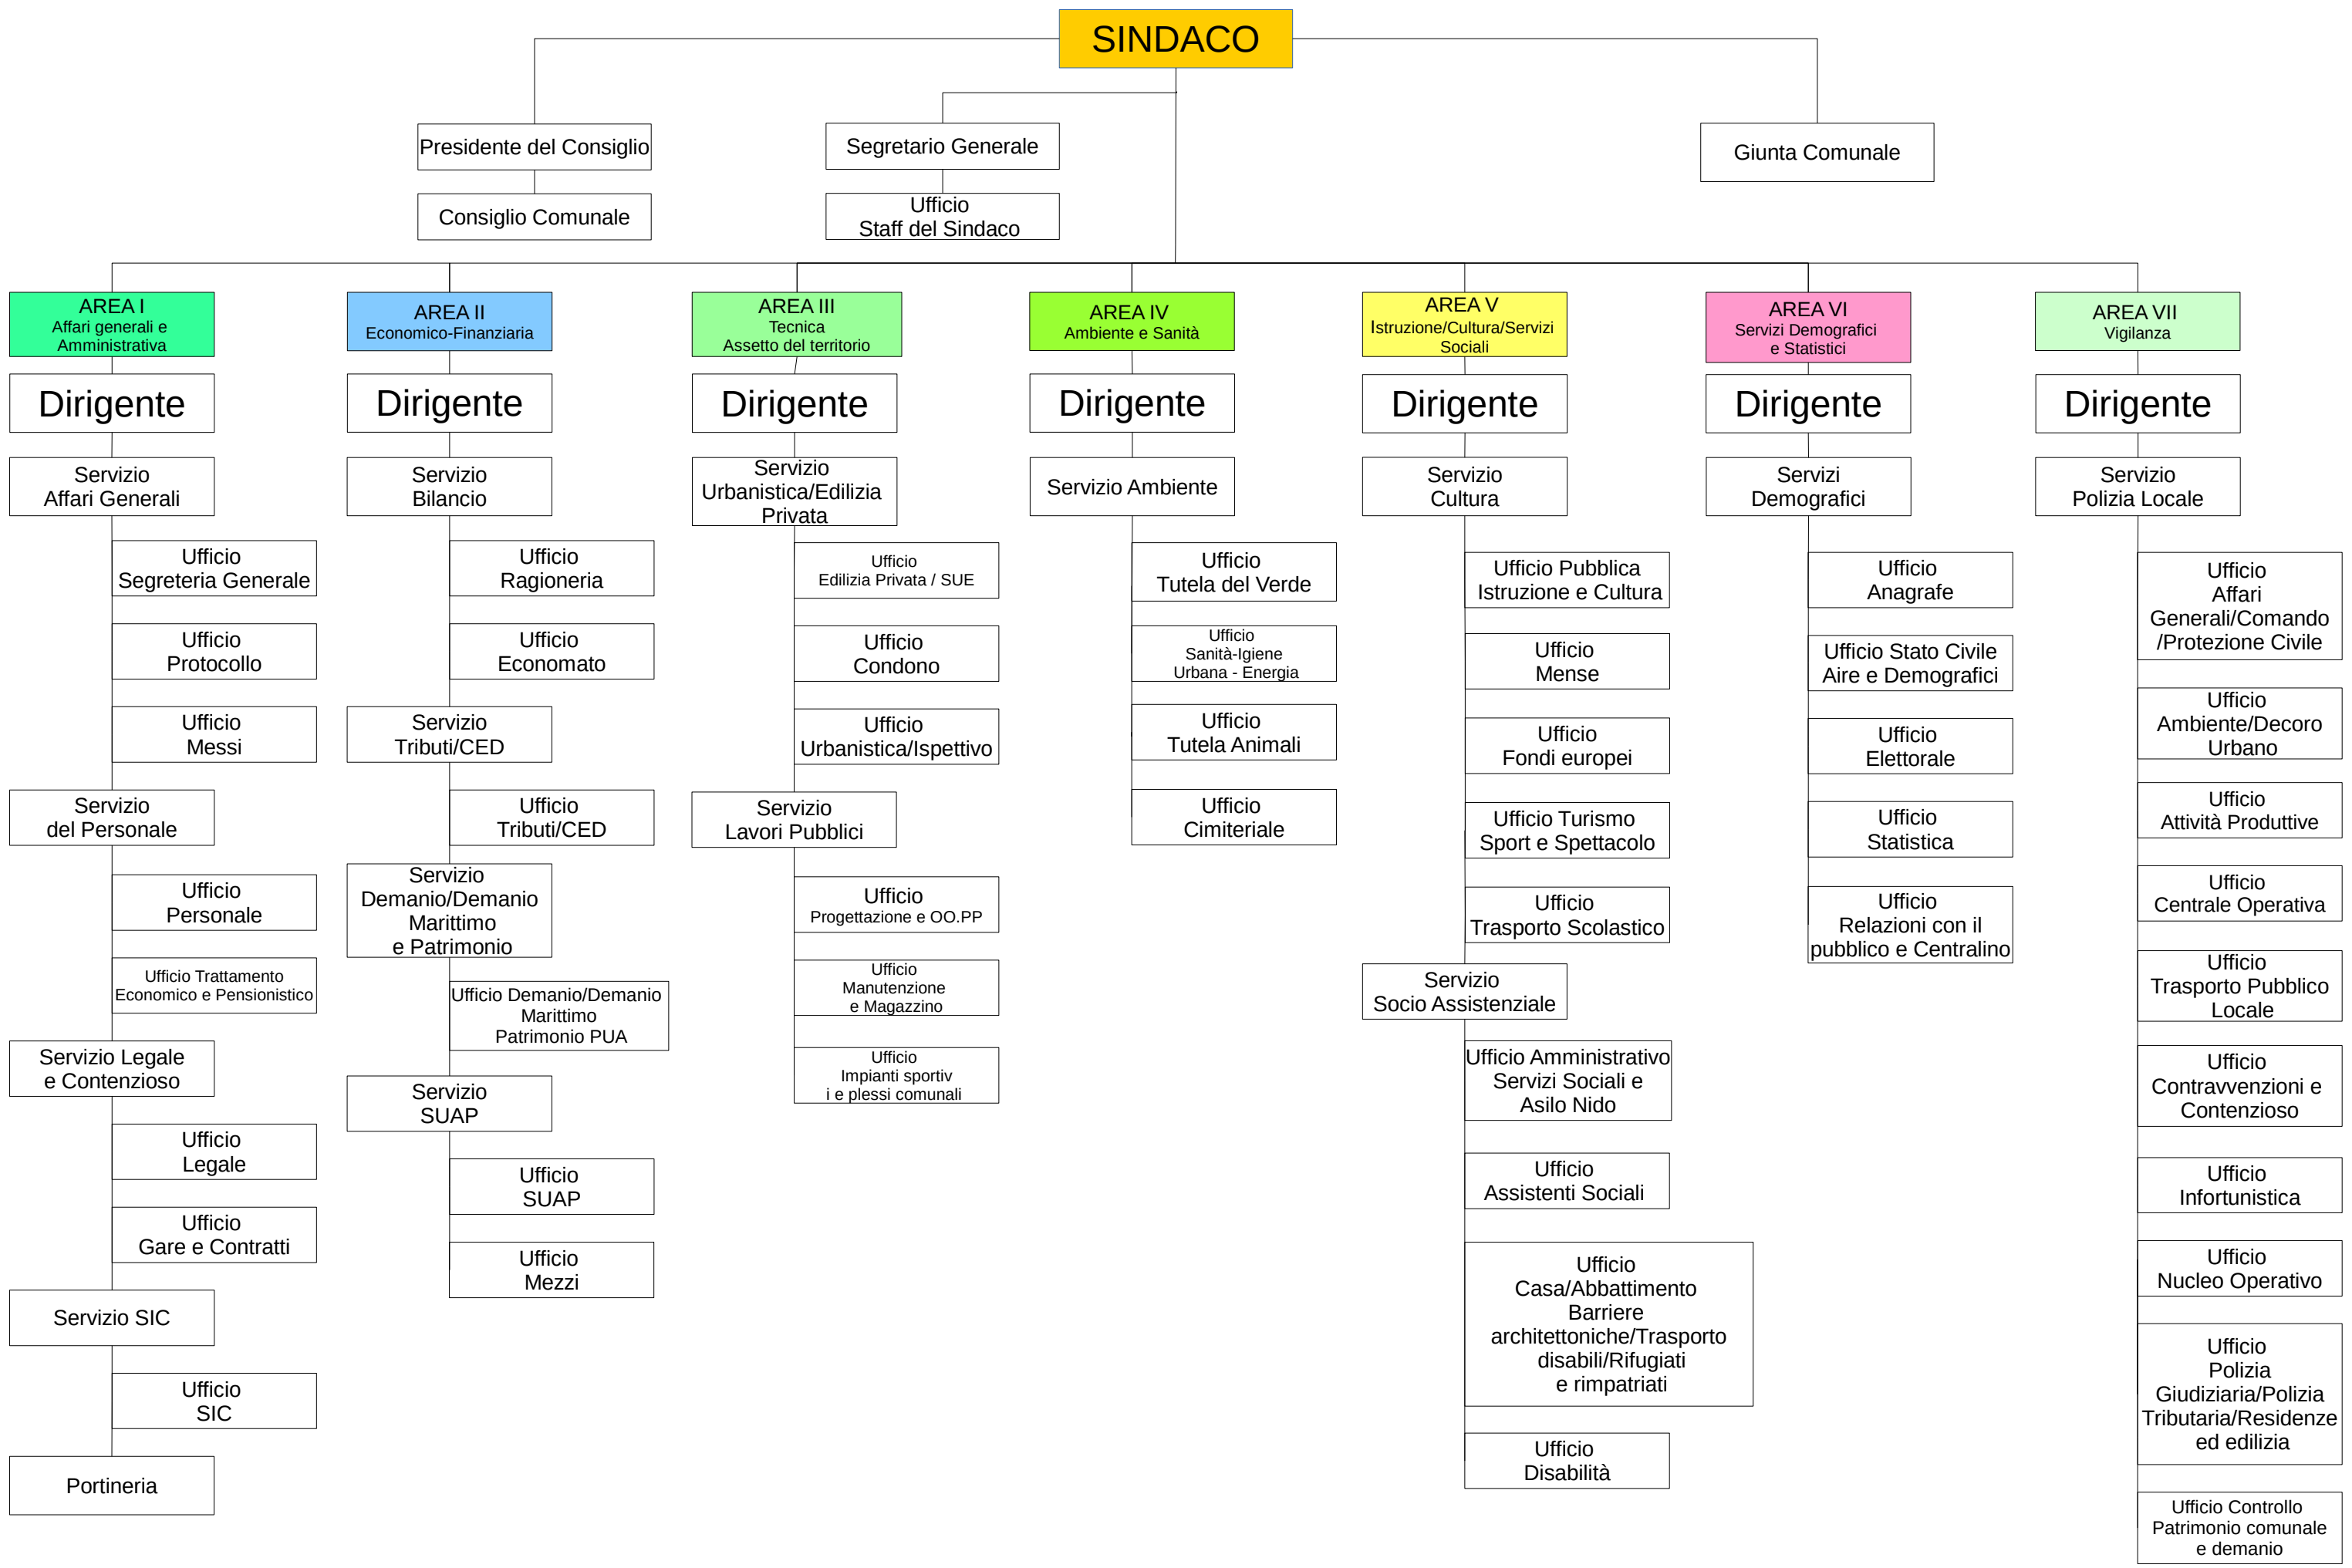 SINDACO
Presidente del Consiglio
Consiglio Comunale
Segretario Generale
Ufficio
Staff del Sindaco
Giunta Comunale
AREA I
Affari generali e
Amministrativa
Dirigente
Servizio
Affari Generali
Ufficio
Segreteria Generale
Ufficio
Protocollo
Ufficio
Messi
Servizio
del Personale
Ufficio
Personale
Ufficio Trattamento
Economico e Pensionistico
Servizio Legale
e Contenzioso
Ufficio
Legale
Ufficio
Gare e Contratti
Servizio SIC
Ufficio
SIC
Portineria
AREA II
Economico-Finanziaria
Dirigente
Servizio
Bilancio
Ufficio
Ragioneria
Ufficio
Economato
Servizio
Tributi/CED
Ufficio
Tributi/CED
Servizio
Demanio/Demanio
Marittimo
e Patrimonio
Ufficio Demanio/Demanio
Marittimo
Patrimonio PUA
Servizio
SUAP
Ufficio
SUAP
Ufficio
Mezzi
AREA III
Tecnica
Assetto del territorio
Dirigente
Servizio
Urbanistica/Edilizia
Privata
Ufficio
Edilizia Privata / SUE
Ufficio
Condono
Ufficio
Urbanistica/Ispettivo
Servizio
Lavori Pubblici
Ufficio
Progettazione e OO.PP
Ufficio
Manutenzione
e Magazzino
Ufficio
Impianti sportiv
i e plessi comunali
AREA IV
Ambiente e Sanità
Dirigente
Servizio Ambiente
Ufficio
Tutela del Verde
Ufficio
Sanità-Igiene
Urbana - Energia
Ufficio
Tutela Animali
Ufficio
Cimiteriale
AREA V
Istruzione/Cultura/Servizi
Sociali
Dirigente
Servizio
Cultura
Ufficio Pubblica
Istruzione e Cultura
Ufficio
Mense
Ufficio
Fondi europei
Ufficio Turismo
Sport e Spettacolo
Ufficio
Trasporto Scolastico
Servizio
Socio Assistenziale
Ufficio Amministrativo
Servizi Sociali e
Asilo Nido
Ufficio
Assistenti Sociali
Ufficio
Casa/Abbattimento
Barriere
architettoniche/Trasporto
disabili/Rifugiati
e rimpatriati
Ufficio
Disabilità
AREA VI
Servizi Demografici
e Statistici
Dirigente
Servizi
Demografici
Ufficio
Anagrafe
Ufficio Stato Civile
Aire e Demografici
Ufficio
Elettorale
Ufficio
Statistica
Ufficio
Relazioni con il
pubblico e Centralino
AREA VII
Vigilanza
Dirigente
Servizio
Polizia Locale
Ufficio
Affari
Generali/Comando
/Protezione Civile
Ufficio
Ambiente/Decoro
Urbano
Ufficio
Attività Produttive
Ufficio
Centrale Operativa
Ufficio
Trasporto Pubblico
Locale
Ufficio
Contravvenzioni e
Contenzioso
Ufficio
Infortunistica
Ufficio
Nucleo Operativo
Ufficio
Polizia
Giudiziaria/Polizia
Tributaria/Residenze
ed edilizia
Ufficio Controllo
Patrimonio comunale
e demanio